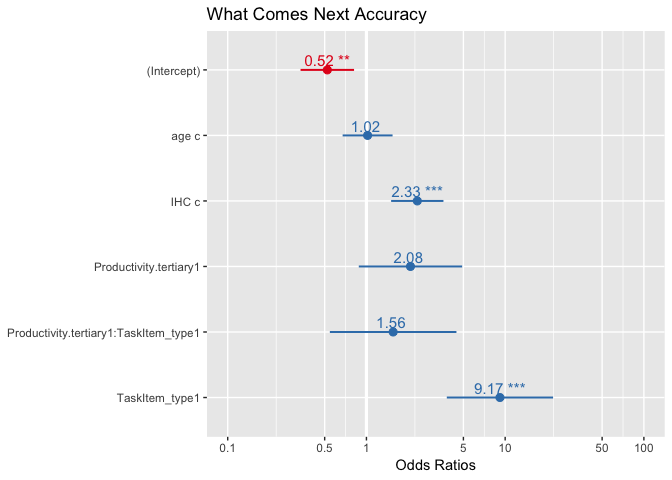 What Comes Next Accuracy
(Intercept)
0.52 **
age c
1.02
IHC c
2.33 ***
Productivity.tertiary1
2.08
Productivity.tertiary1:TaskItem_type1
1.56
TaskItem_type1
9.17 ***
0.1 0.5 1 5 10 50 100
Odds Ratios